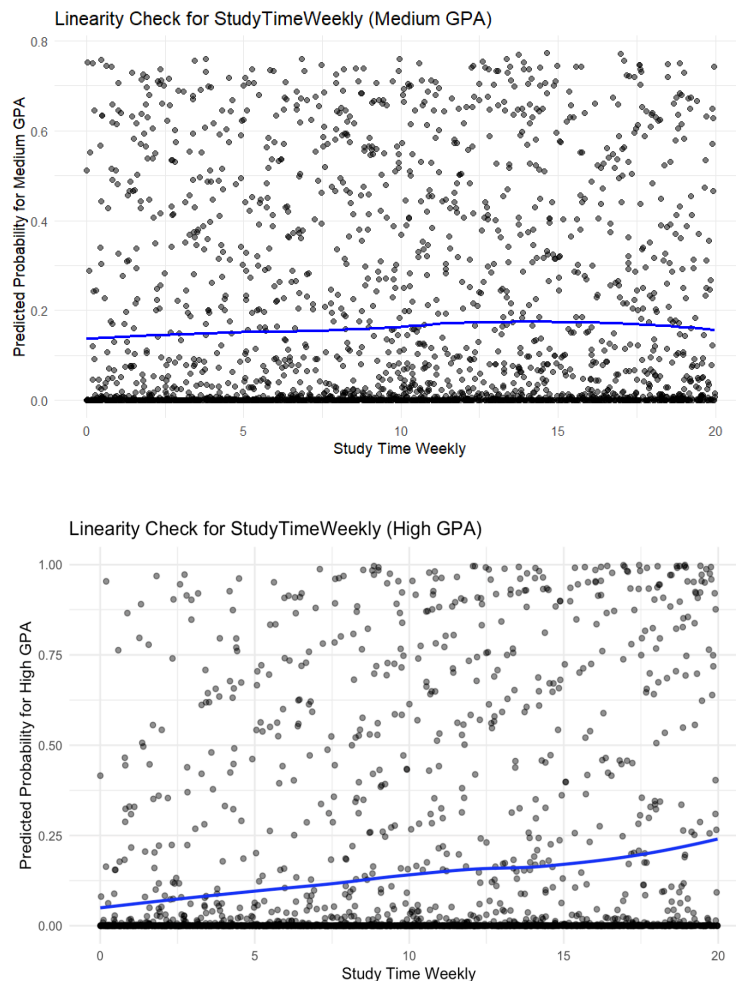 Linearity Check for StudyTimeWeekly (Medium GPA)
0.8
0.6
0.4
0.2
0.0
Predicted Probability for Medium GPA
0 5 10 15 20
Study Time Weekly
Linearity Check for StudyTimeWeekly (High GPA)
1.00
0.75
0.50
0.25
0.00
Predicted Probability for High GPA
0 5 10 15 20
Study Time Weekly